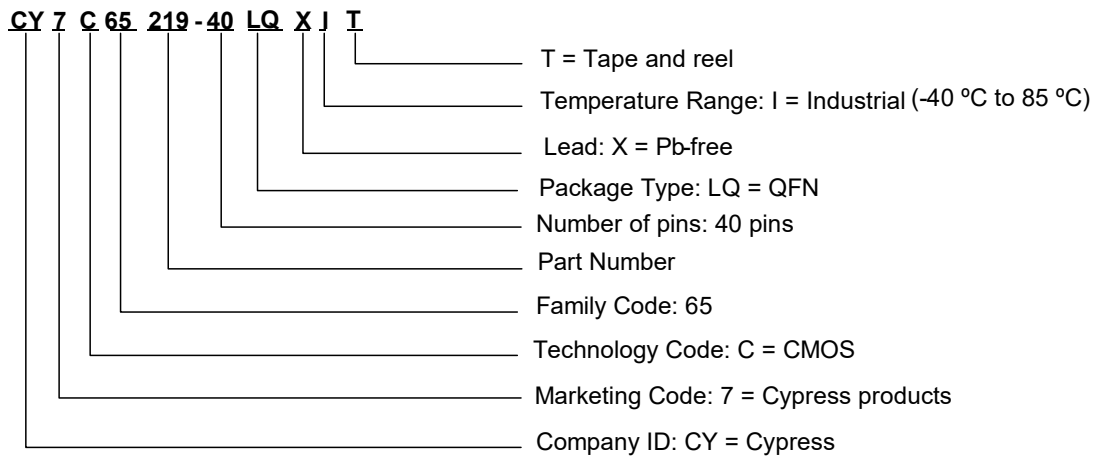 CY 7 C 65 219 - 40 LQ X I T
T = Tape and reel
Temperature Range: I = Industrial (-40 ºC to 85 ºC)
Lead: X = Pb-free
Package Type: LQ = QFN
Number of pins: 40 pins
Part Number
Family Code: 65
Technology Code: C = CMOS
Marketing Code: 7 = Cypress products
Company ID: CY = Cypress